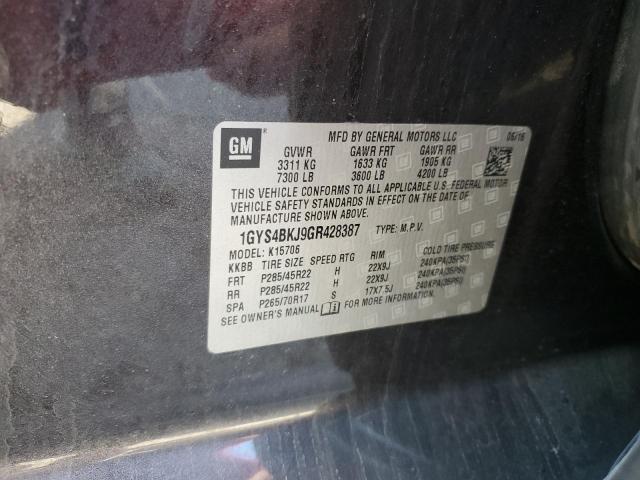 GM
MFD BY GENERAL MOTORS LLC 06/16
GVWR GAWR FRT GAWR RR
3311 KG 1633 KG 1905 KG
7300 LB 3600 LB 4200 LB
THIS VEHICLE CONFORMS TO ALL APPLICABLE U.S. FEDERAL MOTOR
VEHICLE SAFETY STANDARDS IN EFFECT ON THE DATE OF
MANUFACTURE SHOWN ABOVE.
1GYS4BKJ9GR428387 TYPE: M.P.V.
MODEL: K15706
KKBB TIRE SIZE SPEED RTG RIM COLD TIRE PRESSURE
FRT P285/45R22 H 22X9J 240KPA(35PSI)
RR P285/45R22 H 22X9J 240KPA(35PSI)
SPA P265/70R17 S 17X7.5J 240KPA(35PSI)
SEE OWNER'S MANUAL FOR MORE INFORMATION.